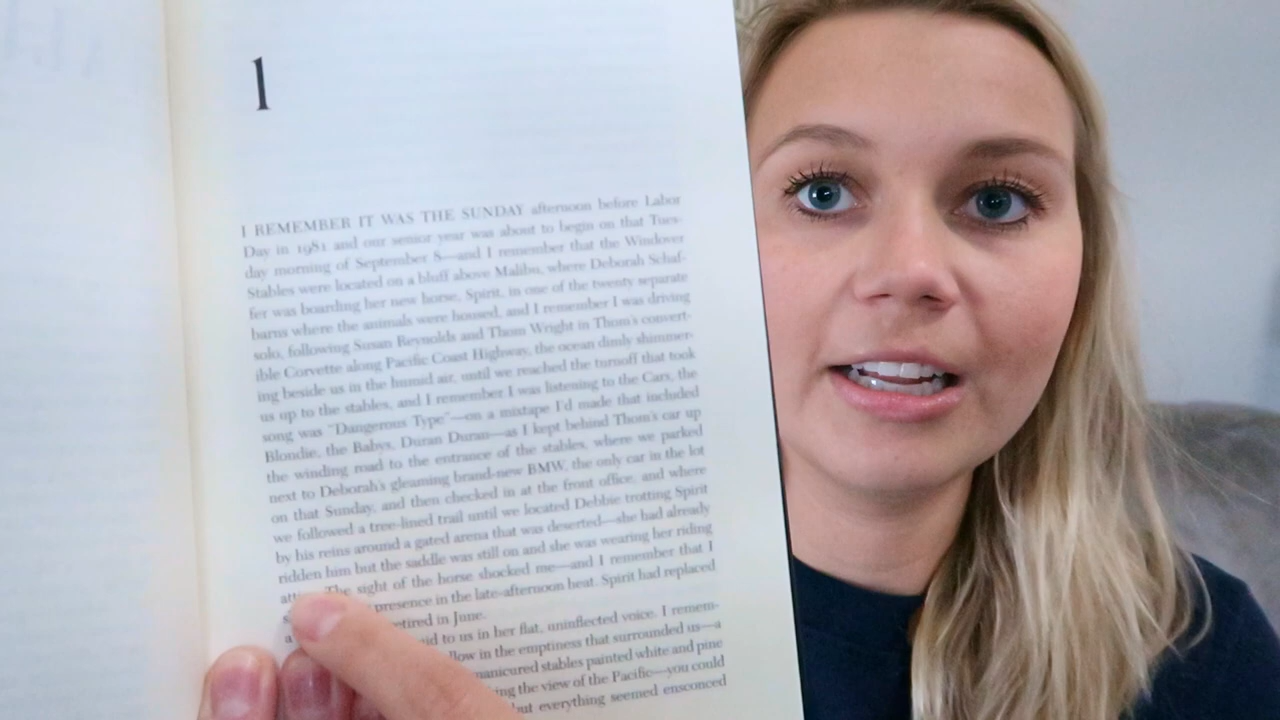 1
I REMEMBER IT WAS THE SUNDAY afternoon before Labor
Day in 1981 and our senior year was about to begin on that Tues-
day morning of September 8—and I remember that the Windover
Stables were located on a bluff above Malibu, where Deborah Schaf-
fer was boarding her new horse, Spirit, in one of the twenty separate
barns where the animals were housed, and I remember I was driving
solo, following Susan Reynolds and Thom Wright in Thom's convert-
ible Corvette along Pacific Coast Highway, the ocean dimly shimmer-
ing beside us in the humid air, until we reached the turnoff that took
us up to the stables, and I remember I was listening to the Cars, the
song was "Dangerous Type"—on a mixtape I'd made that included
Blondie, the Babys, Duran Duran—as I kept behind Thom's car up
the winding road to the entrance of the stables, where we parked
next to Deborah's gleaming brand-new BMW, the only car in the lot
on that Sunday, and then checked in at the front office, and where
we followed a tree-lined trail until we located Debbie trotting Spirit
by his reins around a gated arena that was deserted—she had already
ridden him but the saddle was still on and she was wearing her riding
The sight of the horse shocked me—and I remember that I
presence in the late-afternoon heat. Spirit had replaced
retired in June.
to us in her flat, uninflected voice. I remem-
in the emptiness that surrounded us—a
manicured stables painted white and pine
the view of the Pacific—you could
but everything seemed ensconced